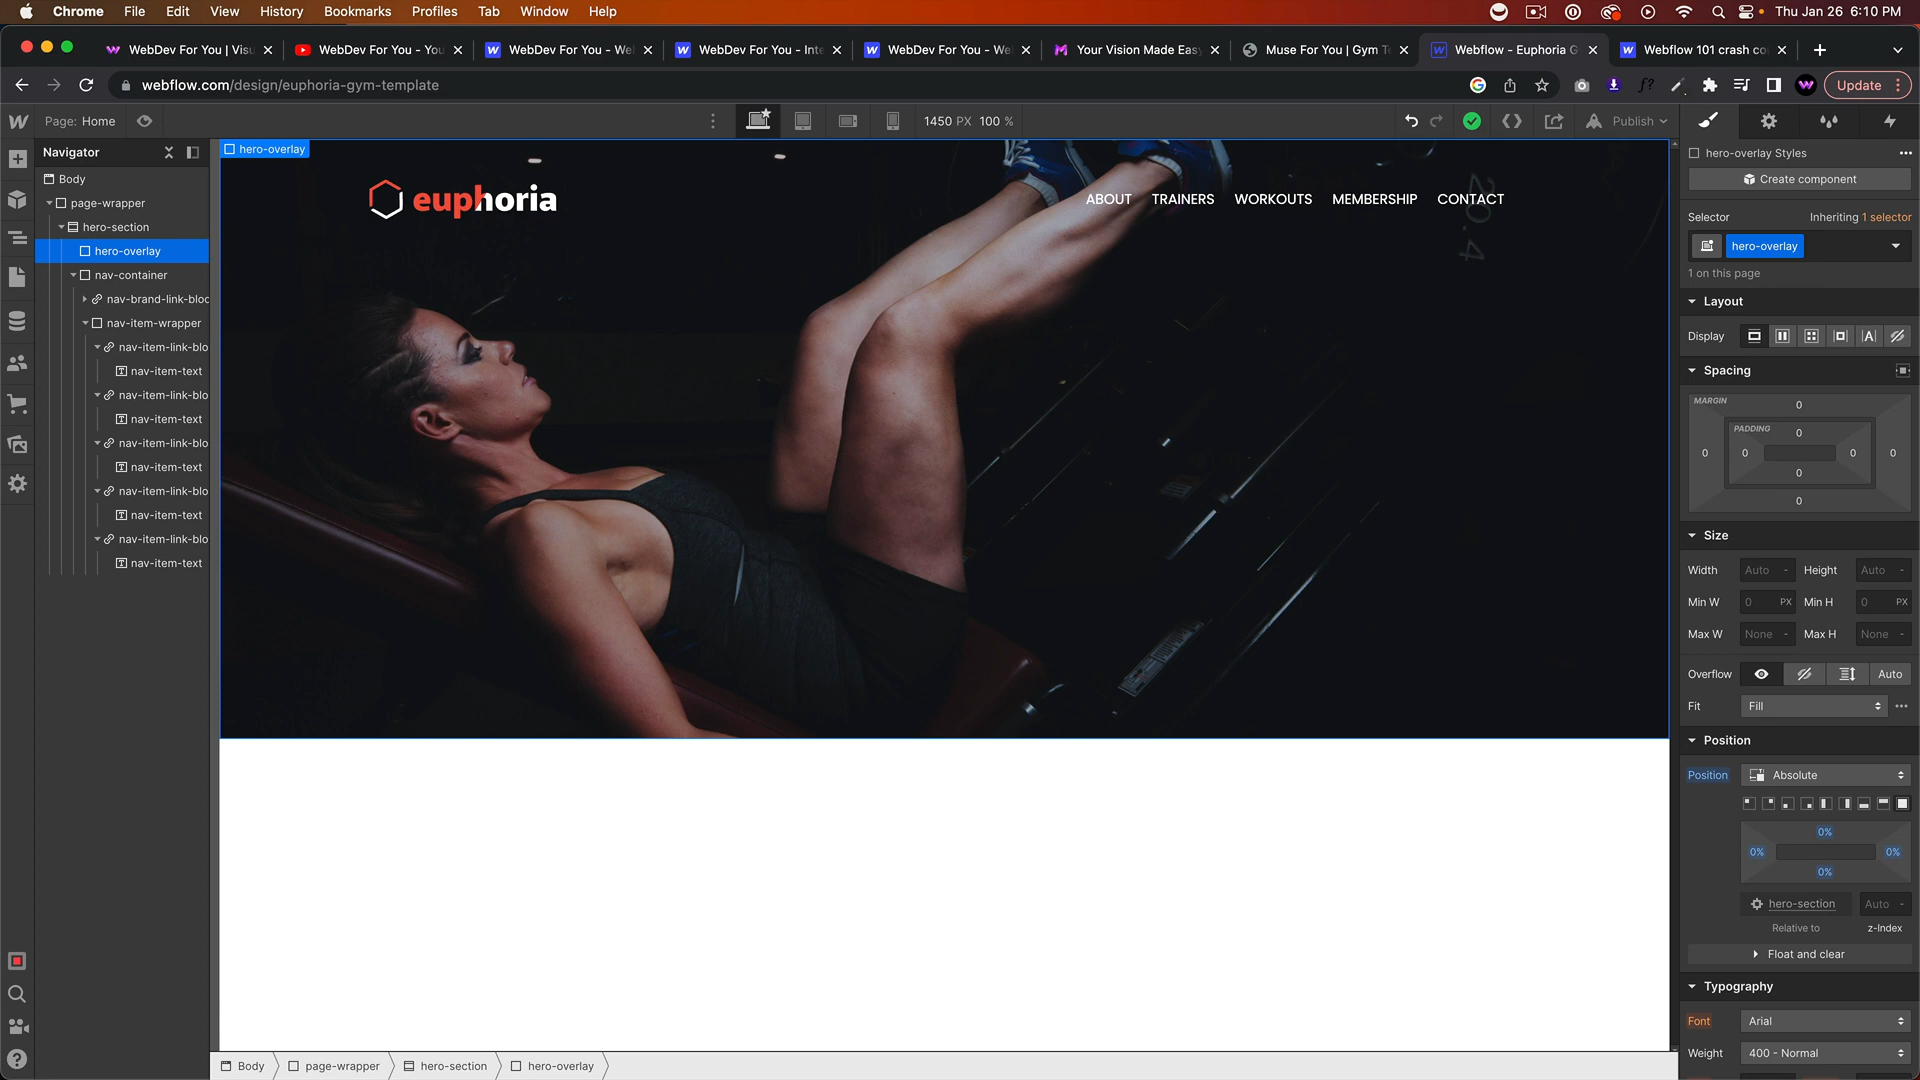 Chrome File Edit View History Bookmarks Profiles Tab Window Help Thu Jan 26 6:10 PM
WebDev For You | Vis WebDev For You - You WebDev For You - We WebDev For You - Inte WebDev For You - We Your Vision Made Eas Muse For You | Gym T Webflow - Euphoria G Webflow 101 crash co
webflow.com/design/euphoria-gym-template Update
Page: Home 1450 PX 100 % Publish
Navigator
Body
page-wrapper
hero-section
hero-overlay
nav-container
nav-brand-link-bloc
nav-item-wrapper
nav-item-link-blo
nav-item-text
nav-item-link-blo
nav-item-text
nav-item-link-blo
nav-item-text
nav-item-link-blo
nav-item-text
nav-item-link-blo
nav-item-text
hero-overlay
euphoria
ABOUT TRAINERS WORKOUTS MEMBERSHIP CONTACT
20.4
hero-overlay Styles
Create component
Selector Inheriting 1 selector
hero-overlay
1 on this page
Layout
Display
Spacing
MARGIN
0
PADDING
0
0 0 0 0
0
0
Size
Width Auto - Height Auto -
Min W 0 PX Min H 0 PX
Max W None - Max H None -
Overflow Auto
Fit Fill
Position
Position Absolute
0%
0% 0%
0%
hero-section Auto -
Relative to z-Index
Float and clear
Typography
Font Arial
Weight 400 - Normal
Body page-wrapper hero-section hero-overlay